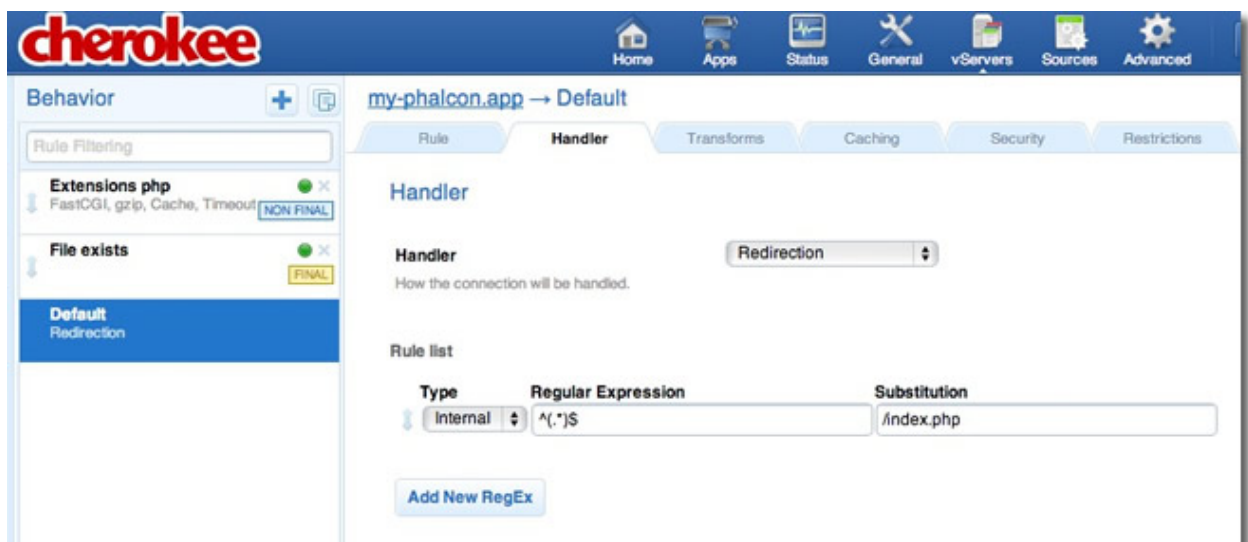 cherokee
Home Apps Status General vServers Sources Advanced
Behavior
Rule Filtering
Extensions php
FastCGI, gzip, Cache, Timeout
NON FINAL
File exists
FINAL
Default
Redirection
my-phalcon.app → Default
Rule Handler Transforms Caching Security Restrictions
Handler
Handler Redirection
How the connection will be handled.
Rule list
Type Regular Expression Substitution
Internal ^(.*)$ /index.php
Add New RegEx